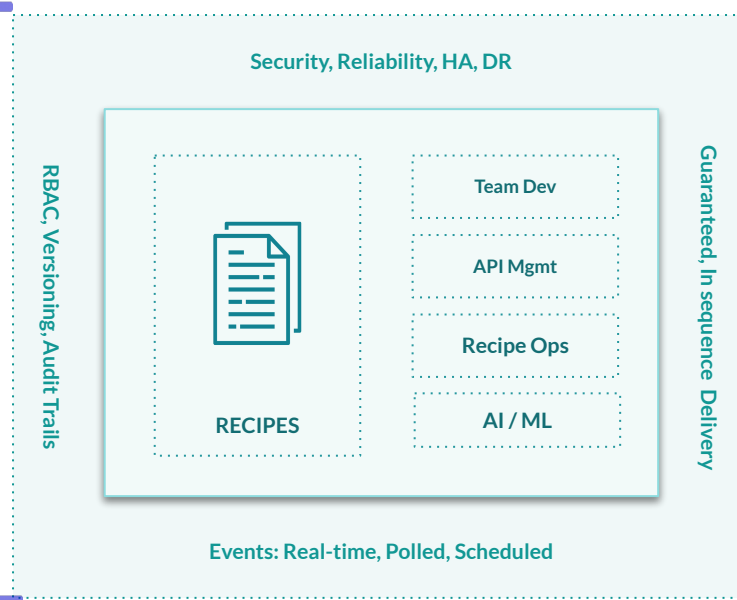 Security, Reliability, HA, DR
RBAC, Versioning, Audit Trails
RECIPES
Team Dev
API Mgmt
Recipe Ops
AI / ML
Guaranteed, In sequence Delivery
Events: Real-time, Polled, Scheduled